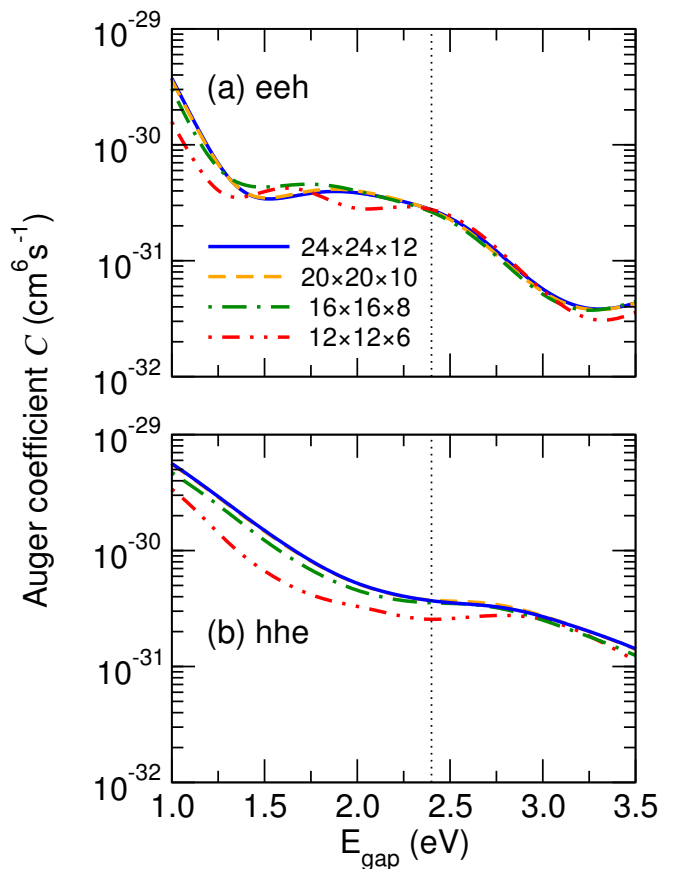 10⁻²⁹
(a) eeh
10⁻³⁰
10⁻³¹
24×24×12
20×20×10
16×16×8
12×12×6
10⁻³²
Auger coefficient C (cm⁶s⁻¹)
10⁻²⁹
10⁻³⁰
(b) hhe
10⁻³¹
10⁻³²
1.0 1.5 2.0 2.5 3.0 3.5
E_gap (eV)